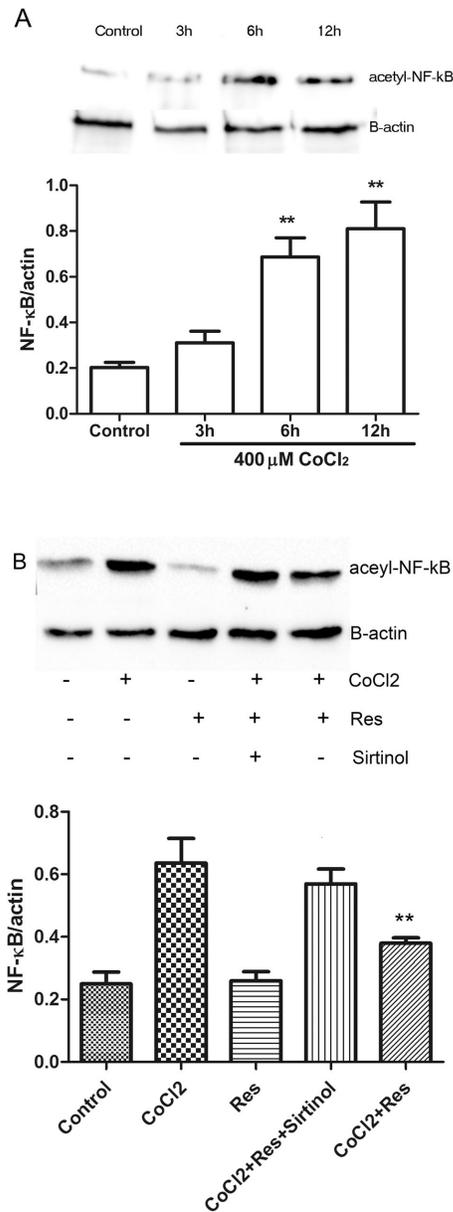 A
Control 3h 6h 12h
acetyl-NF-kB
B-actin
1.0
0.8
0.6
0.4
0.2
0.0
NF-κB/actin
**
**
Control 3h 6h 12h
400 μM CoCl2
B
aceyl-NF-kB
B-actin
- + - + + CoCl2
- - + + + Res
- - - + - Sirtinol
0.8
0.6
0.4
0.2
0.0
NF-κB/actin
**
Control
CoCl2
Res
CoCl2+Res+Sirtinol
CoCl2+Res